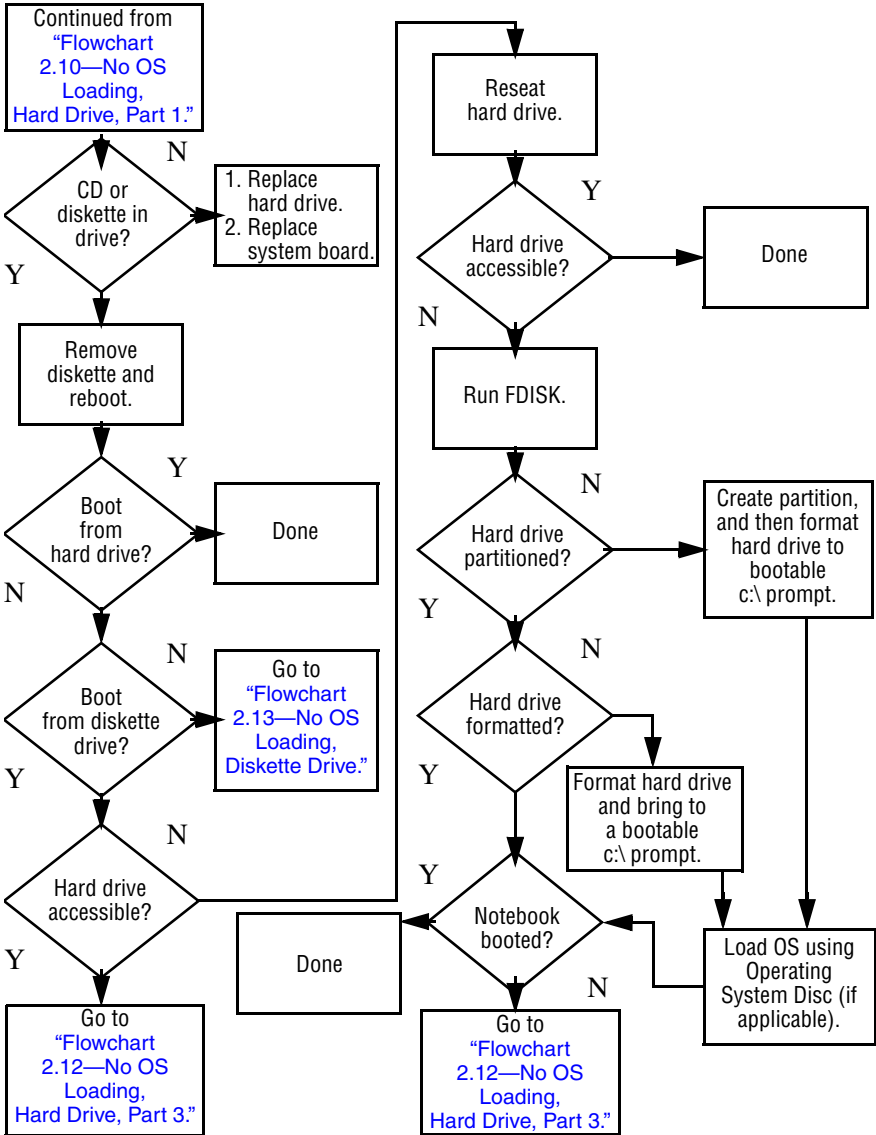 Continued from
“Flowchart
2.10—No OS
Loading,
Hard Drive, Part 1.”
N
CD or
diskette in
drive?
1. Replace
hard drive.
2. Replace
system board.
Y
Remove
diskette and
reboot.
Y
Boot
from
hard drive?
Done
N
N
Boot
from diskette
drive?
Go to
“Flowchart
2.13—No OS
Loading,
Diskette Drive.”
Y
N
Hard drive
accessible?
Y
Go to
“Flowchart
2.12—No OS
Loading,
Hard Drive, Part 3.”
Reseat
hard drive.
Y
Hard drive
accessible?
Done
N
Run FDISK.
N
Hard drive
partitioned?
Create partition,
and then format
hard drive to
bootable
c:\ prompt.
Y
N
Hard drive
formatted?
Y
Format hard drive
and bring to
a bootable
c:\ prompt.
Y
Notebook
booted?
Done
Load OS using
Operating
System Disc (if
applicable).
N
Go to
“Flowchart
2.12—No OS
Loading,
Hard Drive, Part 3.”